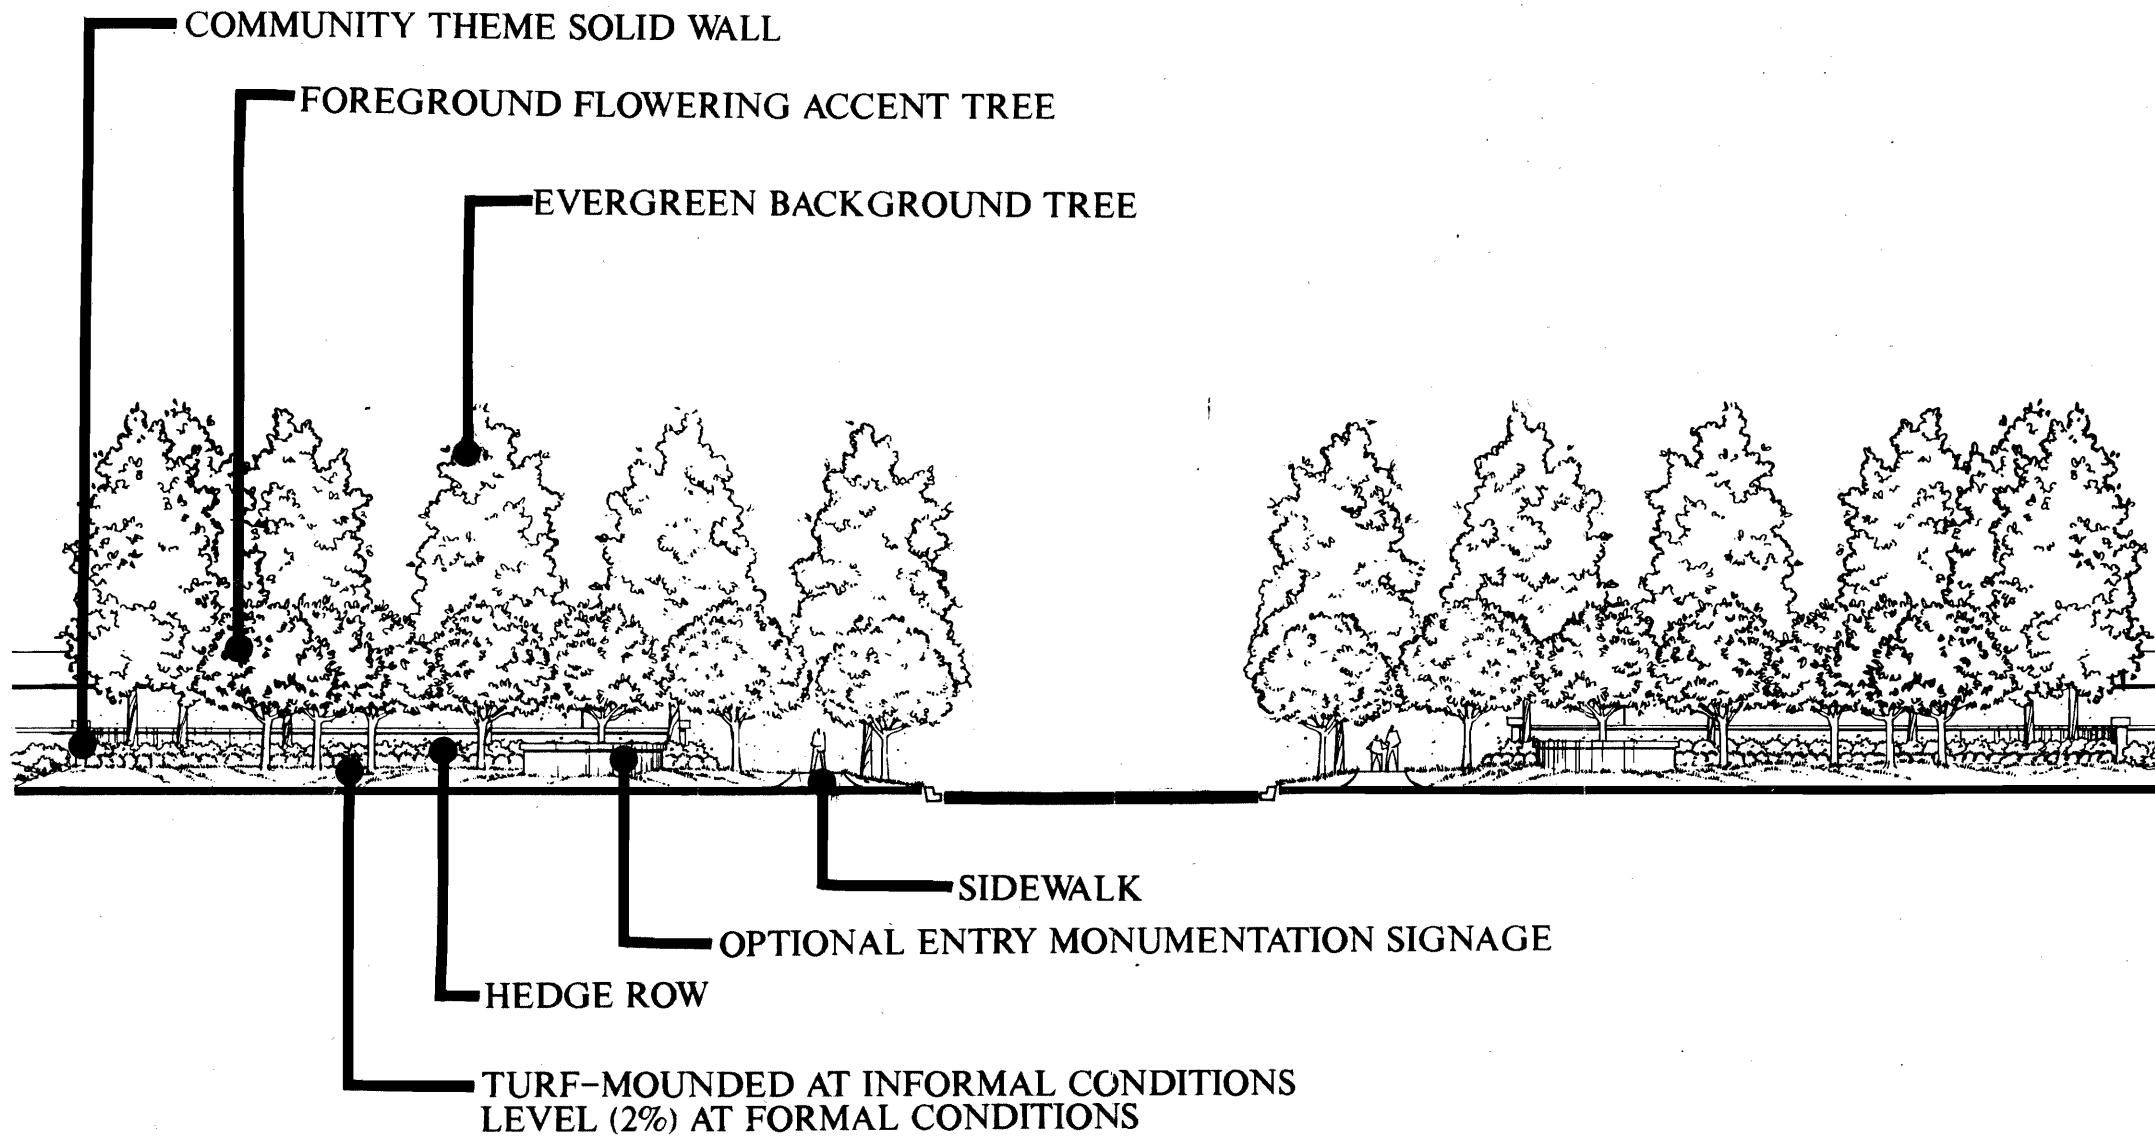 COMMUNITY THEME SOLID WALL
FOREGROUND FLOWERING ACCENT TREE
EVERGREEN BACKGROUND TREE
SIDEWALK
OPTIONAL ENTRY MONUMENTATION SIGNAGE
HEDGE ROW
TURF-MOUNDED AT INFORMAL CONDITIONS
LEVEL (2%) AT FORMAL CONDITIONS